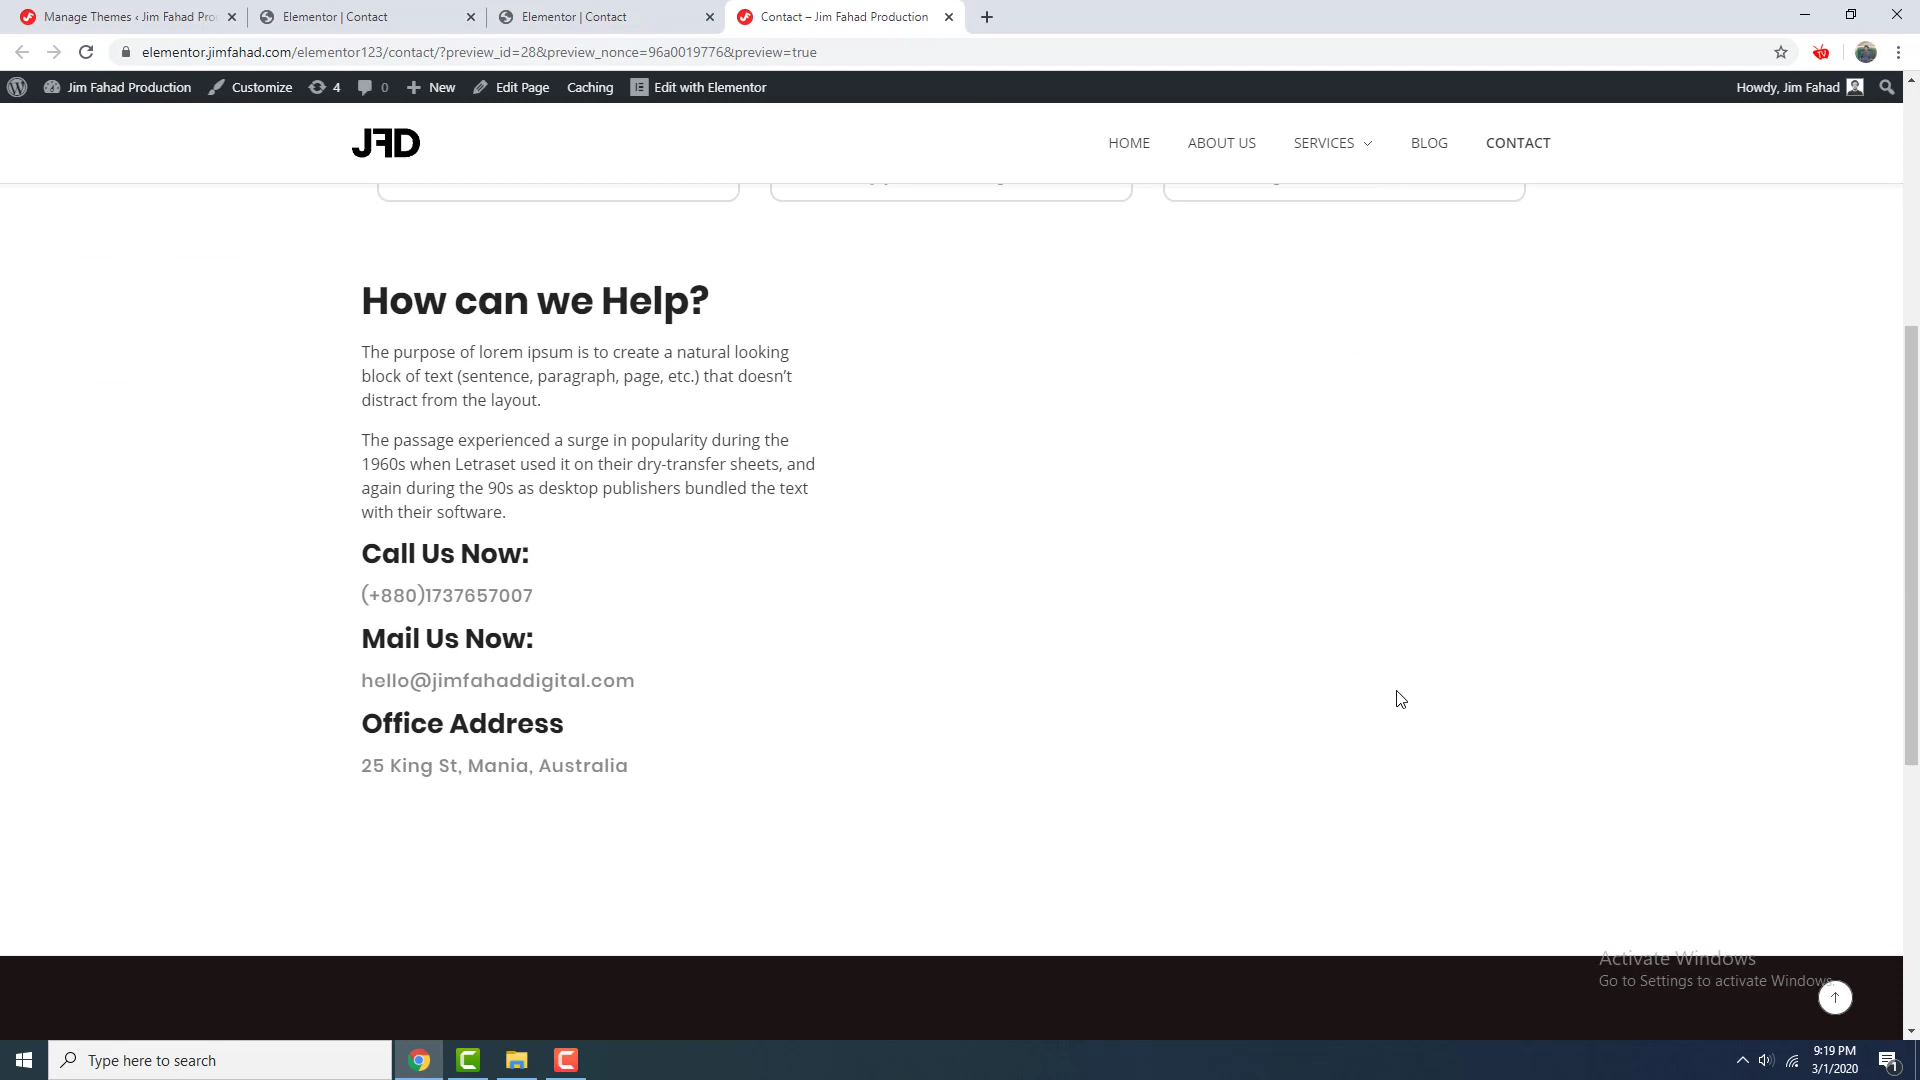 Manage Themes ‹ Jim Fahad Pro
Elementor | Contact
Elementor | Contact
Contact – Jim Fahad Production
elementor.jimfahad.com/elementor123/contact/?preview_id=28&preview_nonce=96a0019776&preview=true
Jim Fahad Production
Customize
4
0
New
Edit Page
Caching
Edit with Elementor
Howdy, Jim Fahad
JFD
HOME
ABOUT US
SERVICES
BLOG
CONTACT
How can we Help?
The purpose of lorem ipsum is to create a natural looking
block of text (sentence, paragraph, page, etc.) that doesn’t
distract from the layout.
The passage experienced a surge in popularity during the
1960s when Letraset used it on their dry-transfer sheets, and
again during the 90s as desktop publishers bundled the text
with their software.
Call Us Now:
(+880)1737657007
Mail Us Now:
hello@jimfahaddigital.com
Office Address
25 King St, Mania, Australia
Activate Windows
Go to Settings to activate Windows.
Type here to search
9:19 PM
3/1/2020
1